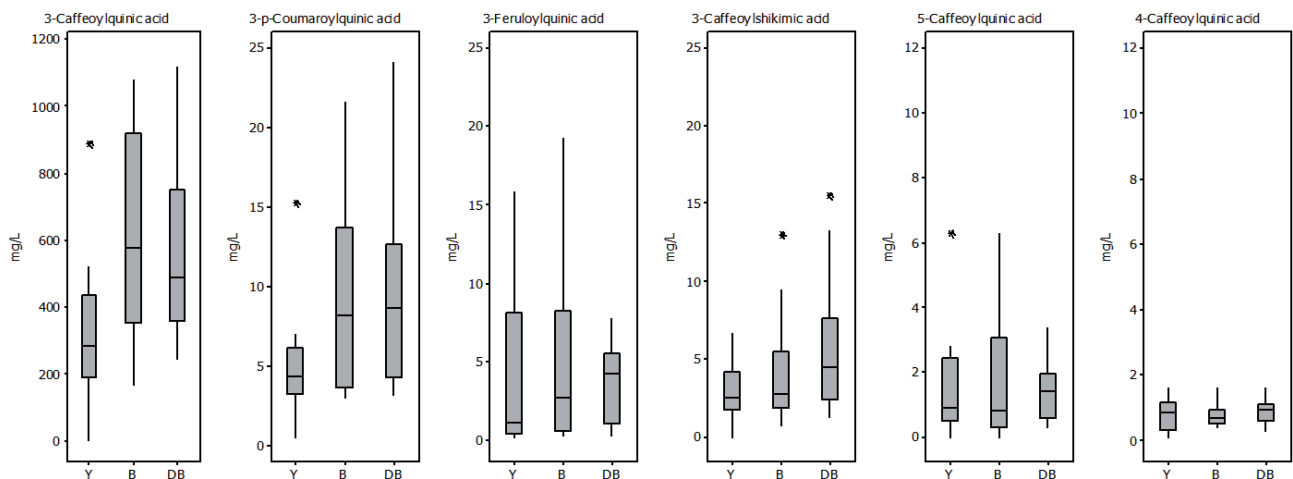 3-Caffeoylquinic acid
1200
1000
800
600
400
200
0
mg/L
Y B DB
3-p-Coumaroylquinic acid
25
20
15
10
5
0
mg/L
Y B DB
3-Feruloylquinic acid
25
20
15
10
5
0
mg/L
Y B DB
3-Caffeoylshikimic acid
25
20
15
10
5
0
mg/L
Y B DB
5-Caffeoylquinic acid
12
10
8
6
4
2
0
mg/L
Y B DB
4-Caffeoylquinic acid
12
10
8
6
4
2
0
mg/L
Y B DB